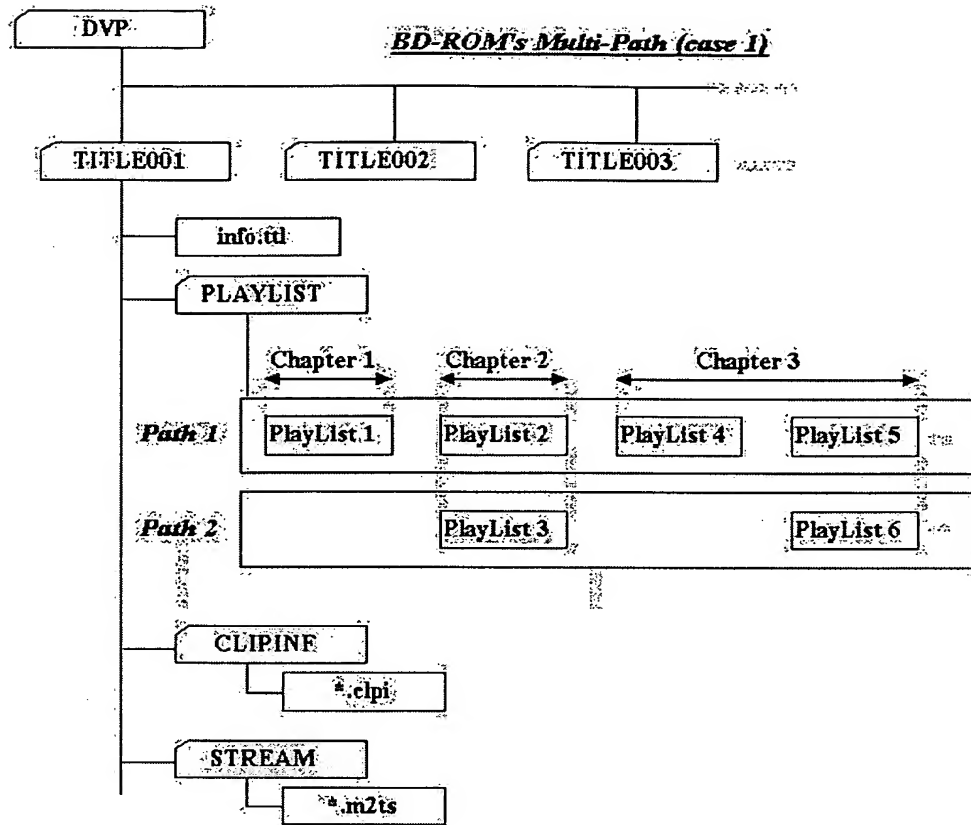 DVP
BD-ROM's Multi-Path (case 1)
TITLE001
TITLE002
TITLE003
info.ttl
PLAYLIST
Chapter 1
Chapter 2
Chapter 3
Path 1
PlayList 1
PlayList 2
PlayList 4
PlayList 5
Path 2
PlayList 3
PlayList 6
CLIPINF
*.clpi
STREAM
*.m2ts